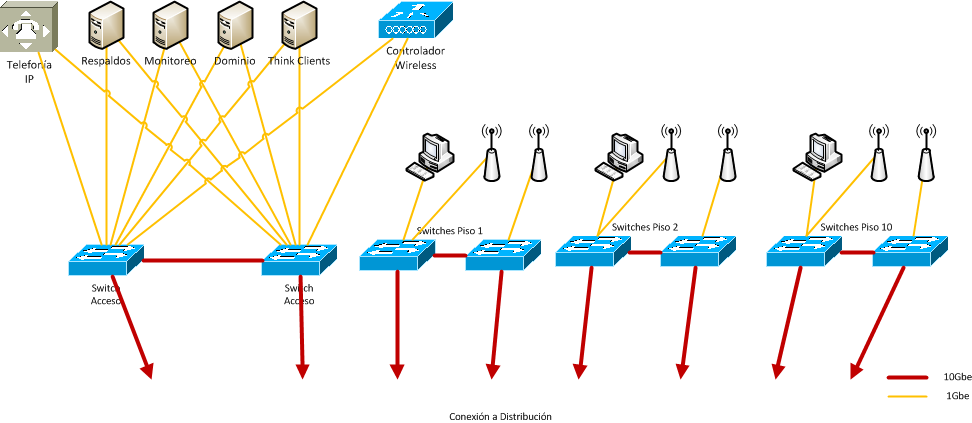 Telefonía
IP
Respaldos
Monitoreo
Dominio
Think Clients
Controlador
Wireless
Switches Piso 1
Switches Piso 2
Switches Piso 10
Switch
Acceso
Switch
Acceso
10Gbe
1Gbe
Conexión a Distribución